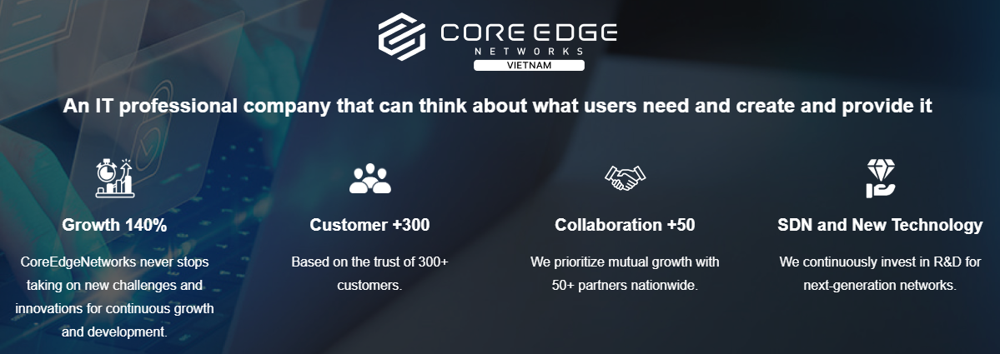 CORE EDGE
NETWORKS
VIETNAM
An IT professional company that can think about what users need and create and provide it
Growth 140%
CoreEdgeNetworks never stops
taking on new challenges and
innovations for continuous growth
and development.
Customer +300
Based on the trust of 300+
customers.
Collaboration +50
We prioritize mutual growth with
50+ partners nationwide.
SDN and New Technology
We continuously invest in R&D for
next-generation networks.